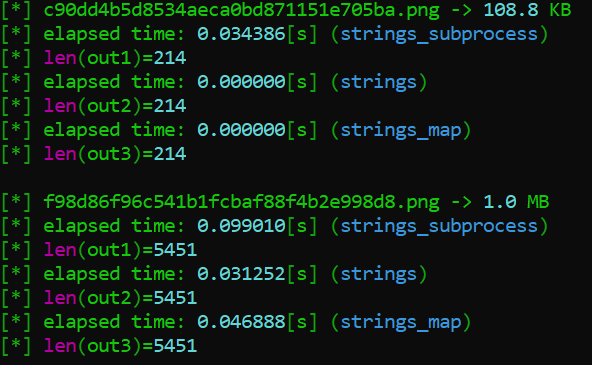 [*] c90dd4b5d8534aeca0bd871151e705ba.png -> 108.8 KB
[*] elapsed time: 0.034386[s] (strings_subprocess)
[*] len(out1)=214
[*] elapsed time: 0.000000[s] (strings)
[*] len(out2)=214
[*] elapsed time: 0.000000[s] (strings_map)
[*] len(out3)=214
[*] f98d86f96c541b1fcbaf88f4b2e998d8.png -> 1.0 MB
[*] elapsed time: 0.099010[s] (strings_subprocess)
[*] len(out1)=5451
[*] elapsed time: 0.031252[s] (strings)
[*] len(out2)=5451
[*] elapsed time: 0.046888[s] (strings_map)
[*] len(out3)=5451